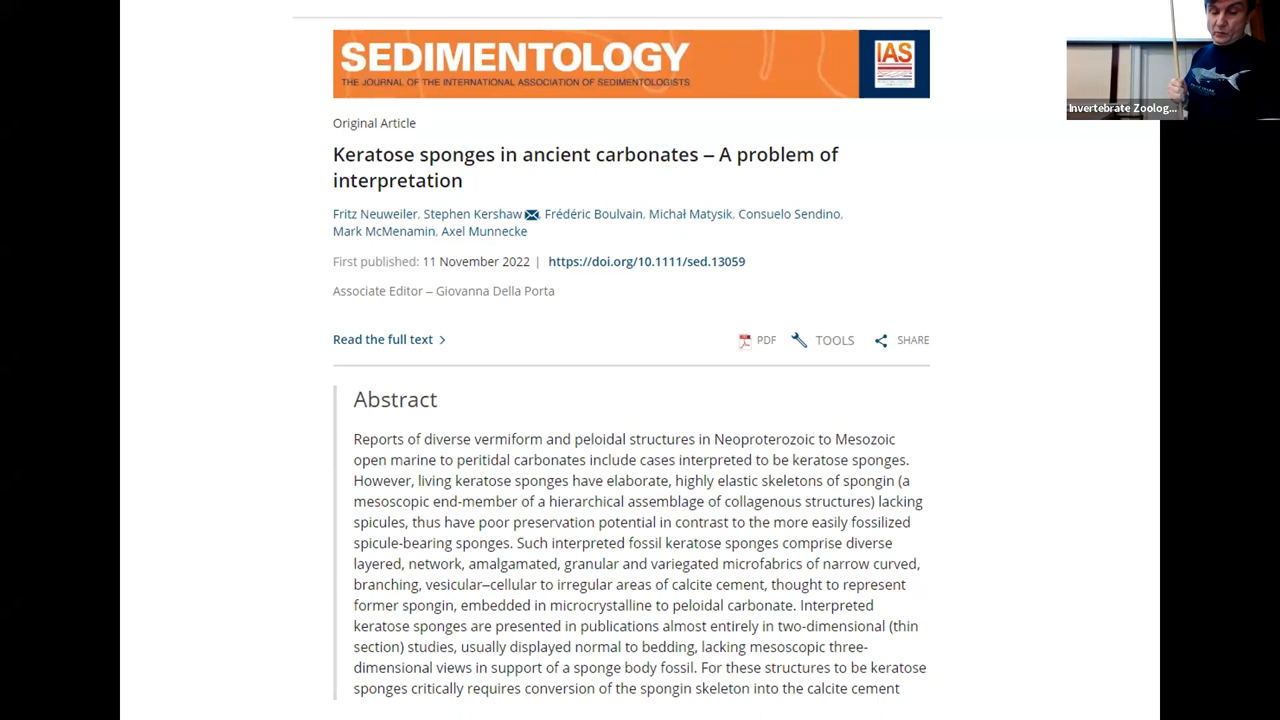 SEDIMENTOLOGY
THE JOURNAL OF THE INTERNATIONAL ASSOCIATION OF SEDIMENTOLOGISTS
IAS
Original Article
Keratose sponges in ancient carbonates – A problem of
interpretation
Fritz Neuweiler, Stephen Kershaw, Frédéric Boulvain, Michał Matysik, Consuelo Sendino,
Mark McMenamin, Axel Munnecke
First published: 11 November 2022 | https://doi.org/10.1111/sed.13059
Associate Editor – Giovanna Della Porta
Read the full text
PDF TOOLS SHARE
Abstract
Reports of diverse vermiform and peloidal structures in Neoproterozoic to Mesozoic
open marine to peritidal carbonates include cases interpreted to be keratose sponges.
However, living keratose sponges have elaborate, highly elastic skeletons of spongin (a
mesoscopic end-member of a hierarchical assemblage of collagenous structures) lacking
spicules, thus have poor preservation potential in contrast to the more easily fossilized
spicule-bearing sponges. Such interpreted fossil keratose sponges comprise diverse
layered, network, amalgamated, granular and variegated microfabrics of narrow curved,
branching, vesicular–cellular to irregular areas of calcite cement, thought to represent
former spongin, embedded in microcrystalline to peloidal carbonate. Interpreted
keratose sponges are presented in publications almost entirely in two-dimensional (thin
section) studies, usually displayed normal to bedding, lacking mesoscopic three-
dimensional views in support of a sponge body fossil. For these structures to be keratose
sponges critically requires conversion of the spongin skeleton into the calcite cement
Invertebrate Zoolog...